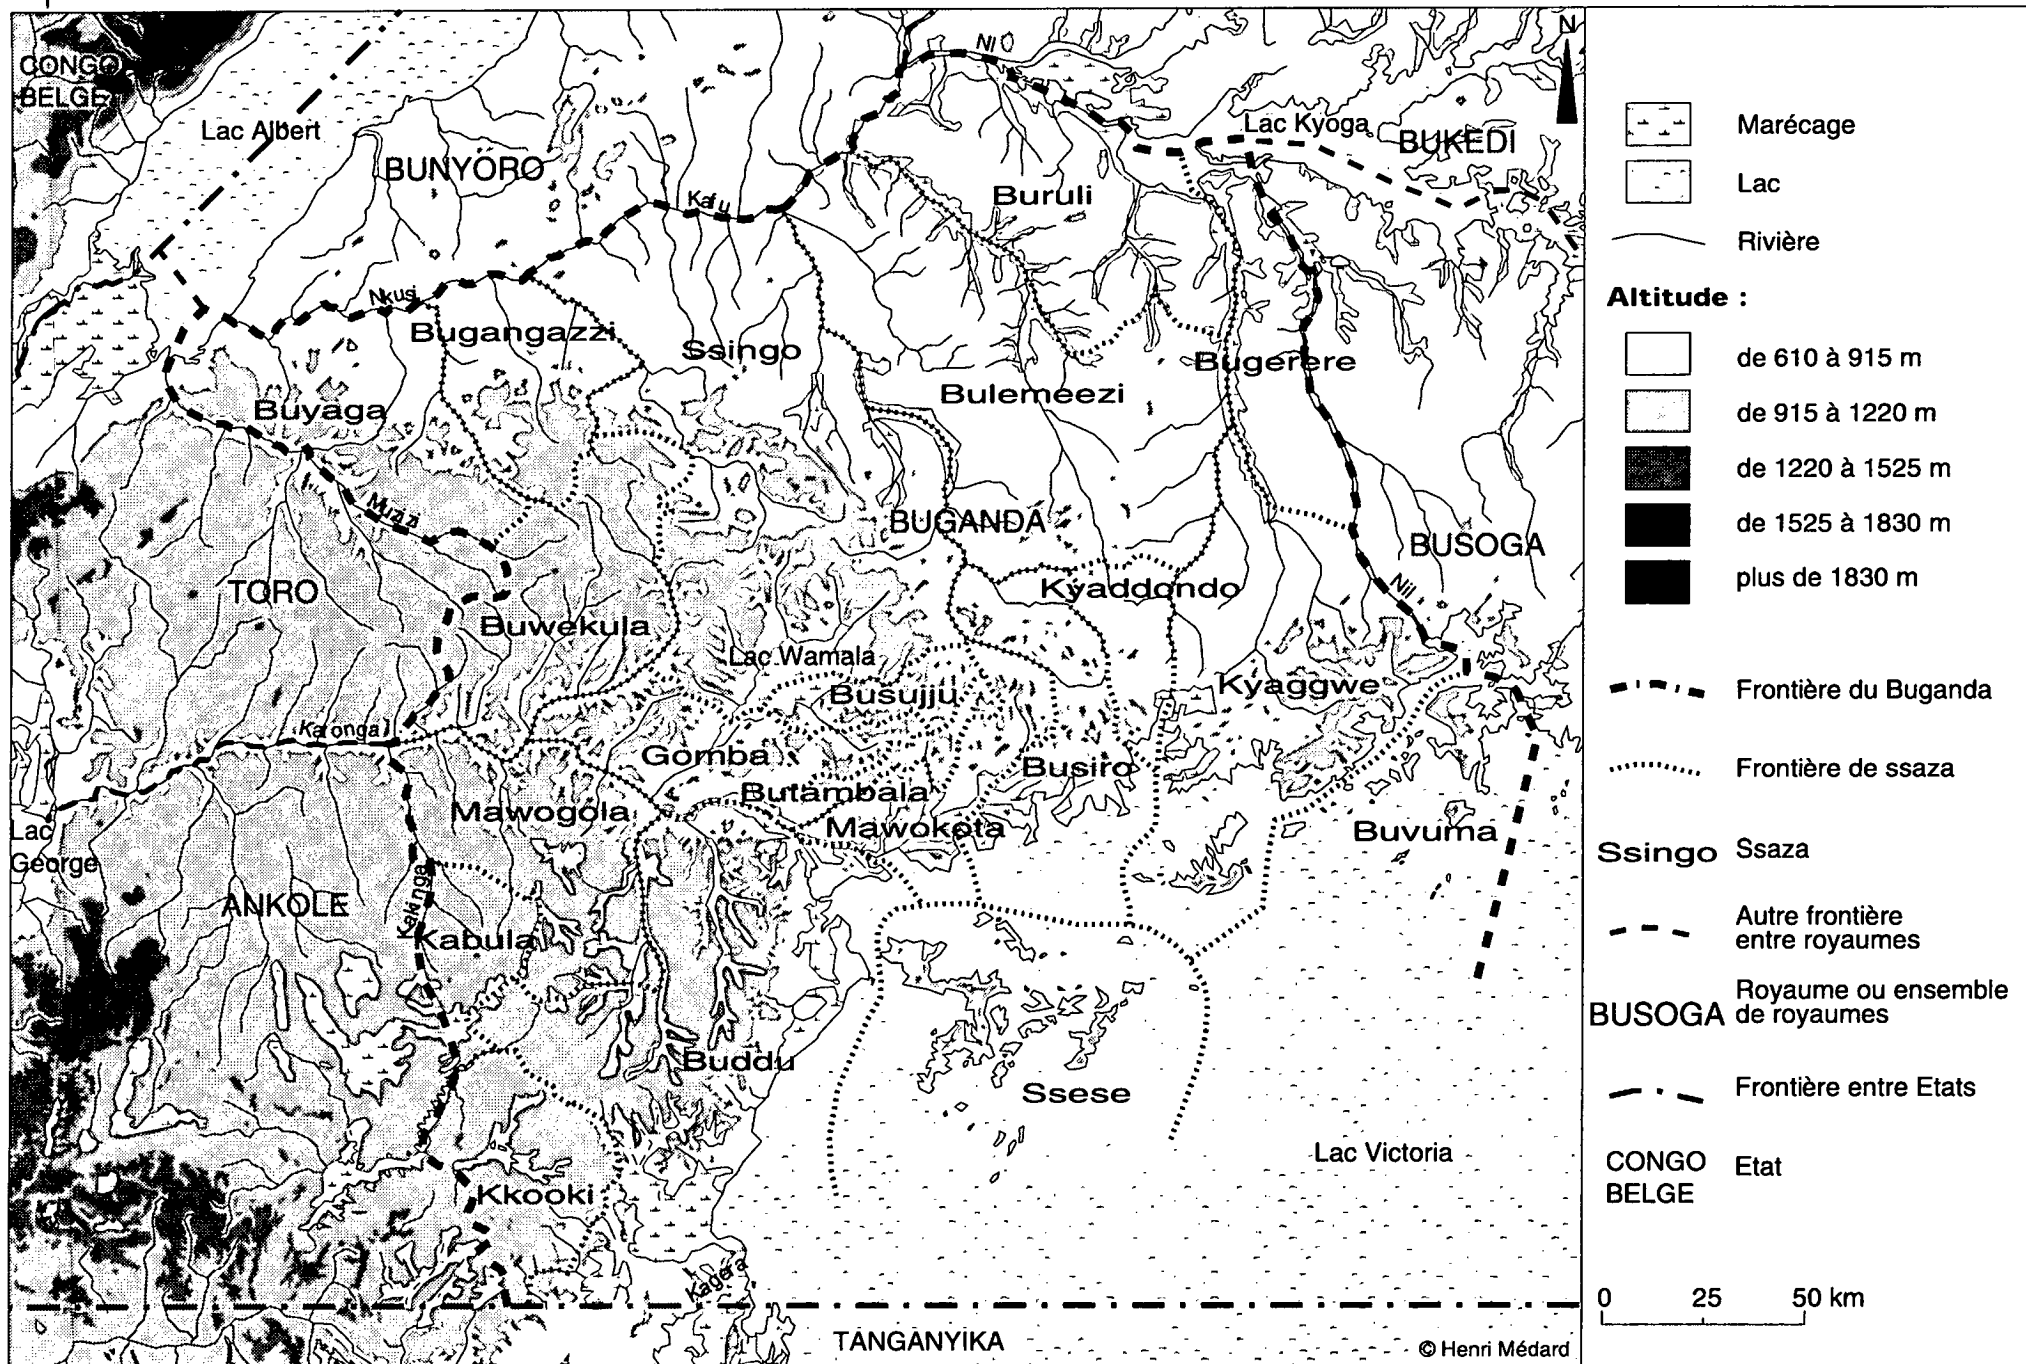 CONGO
BELGE
Lac Albert
BUNYORO
Nil
N
Lac Kyoga
BUKEDI
Kafu
Buruli
Nkusi
Bugangazzi
Ssingo
Bugerere
Bulemeezi
Buyaga
Muzizi
BUGANDA
BUSOGA
TORO
Kyaddondo
Nil
Buwekula
Lac Wamala
Busujju
Kyaggwe
Katonga
Gomba
Busiro
Butambala
Mawogola
Mawokota
Buvuma
Lac
George
ANKOLE
Kakinga
Kabula
Buddu
Ssese
Lac Victoria
Kkooki
Kagera
TANGANYIKA
© Henri Médard
Marécage
Lac
Rivière
Altitude :
de 610 à 915 m
de 915 à 1220 m
de 1220 à 1525 m
de 1525 à 1830 m
plus de 1830 m
Frontière du Buganda
Frontière de ssaza
Ssingo Ssaza
Autre frontière
entre royaumes
BUSOGA Royaume ou ensemble
de royaumes
Frontière entre Etats
CONGO
BELGE Etat
0 25 50 km